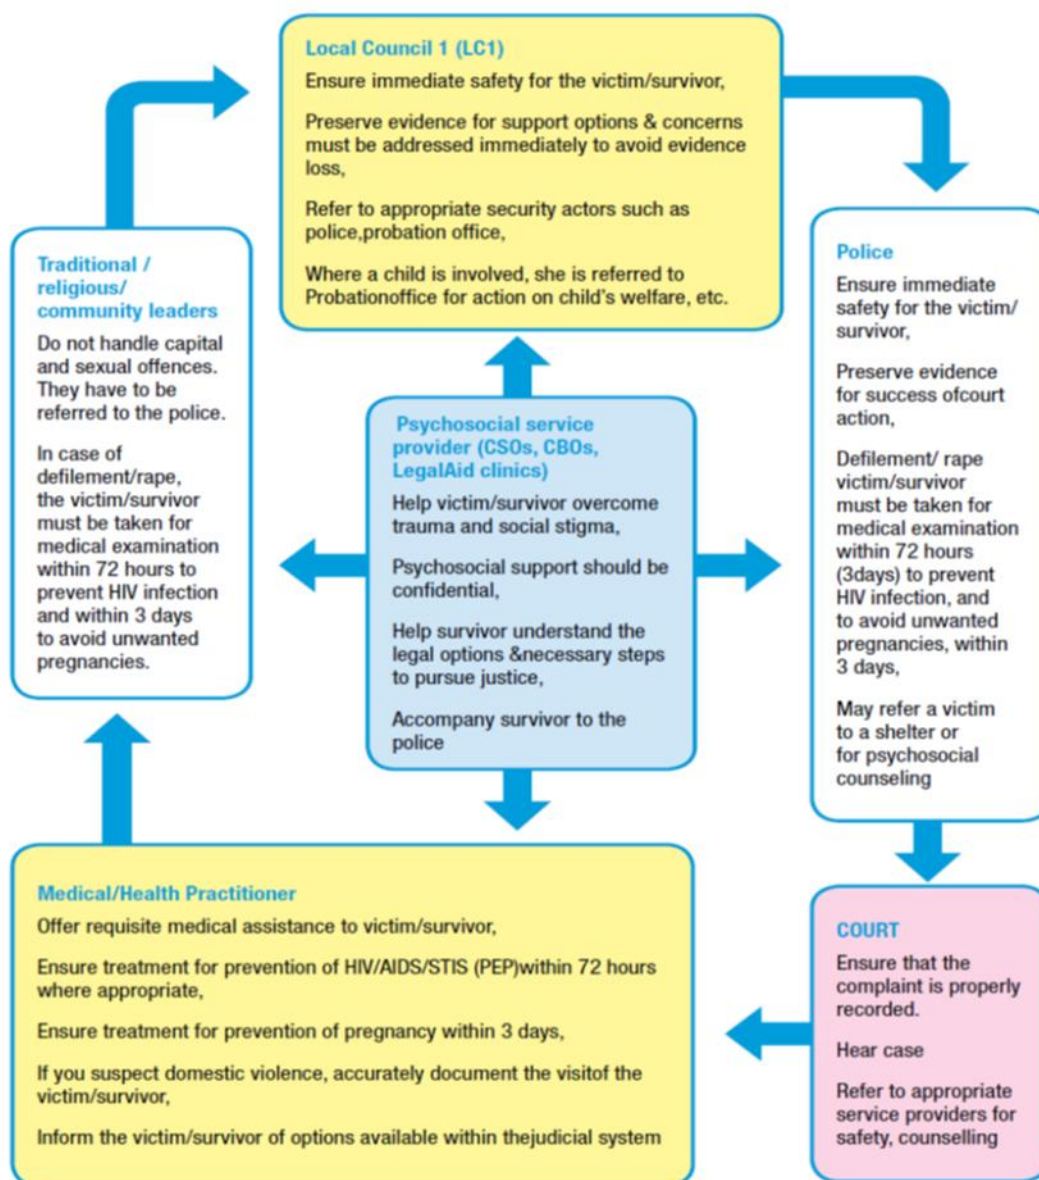 Local Council 1 (LC1)
Ensure immediate safety for the victim/survivor,
Preserve evidence for support options & concerns
must be addressed immediately to avoid evidence
loss,
Refer to appropriate security actors such as
police,probation office,
Where a child is involved, she is referred to
Probationoffice for action on child's welfare, etc.
Traditional /
religious/
community leaders
Do not handle capital
and sexual offences.
They have to be
referred to the police.
In case of
defilement/rape,
the victim/survivor
must be taken for
medical examination
within 72 hours to
prevent HIV infection
and within 3 days
to avoid unwanted
pregnancies.
Psychosocial service
provider (CSOs, CBOs,
LegalAid clinics)
Help victim/survivor overcome
trauma and social stigma,
Psychosocial support should be
confidential,
Help survivor understand the
legal options &necessary steps
to pursue justice,
Accompany survivor to the
police
Police
Ensure immediate
safety for the victim/
survivor,
Preserve evidence
for success ofcourt
action,
Defilement/ rape
victim/survivor
must be taken for
medical examination
within 72 hours
(3days) to prevent
HIV infection, and
to avoid unwanted
pregnancies, within
3 days,
May refer a victim
to a shelter or
for psychosocial
counseling
Medical/Health Practitioner
Offer requisite medical assistance to victim/survivor,
Ensure treatment for prevention of HIV/AIDS/STIS (PEP)within 72 hours
where appropriate,
Ensure treatment for prevention of pregnancy within 3 days,
If you suspect domestic violence, accurately document the visitof the
victim/survivor,
Inform the victim/survivor of options available within thejudicial system
COURT
Ensure that the
complaint is properly
recorded.
Hear case
Refer to appropriate
service providers for
safety, counselling